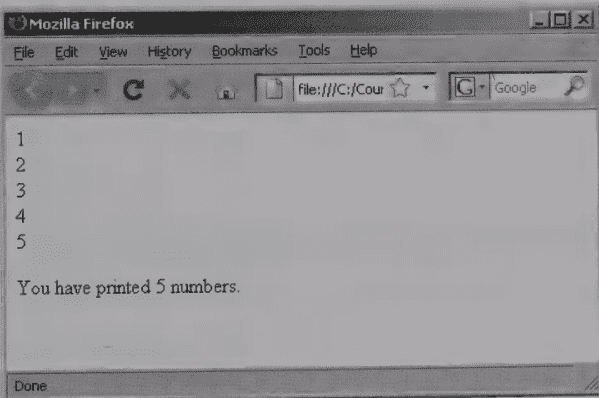 Mozilla Firefox
File Edit View History Bookmarks Tools Help
file:///C:/Cour G Google
1
2
3
4
5
You have printed 5 numbers.
Done